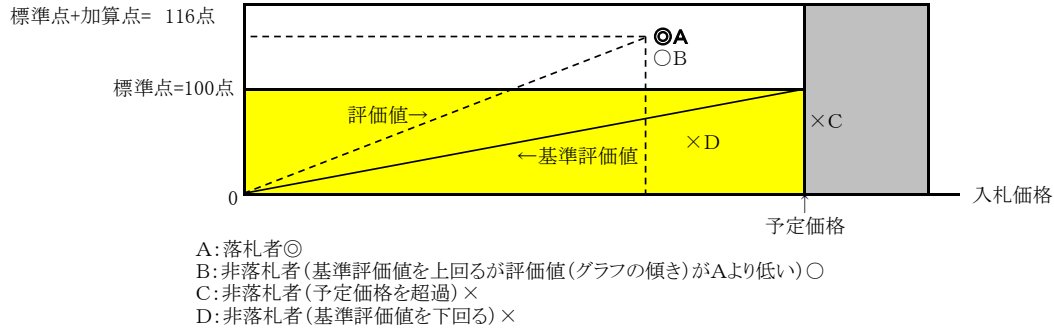 標準点+加算点= 116点
◎A
○B
標準点=100点
評価値→
×C
×D
←基準評価値
0
入札価格
↑
予定価格
A:落札者◎
B:非落札者(基準評価値を上回るが評価値(グラフの傾き)がAより低い)○
C:非落札者(予定価格を超過)×
D:非落札者(基準評価値を下回る)×